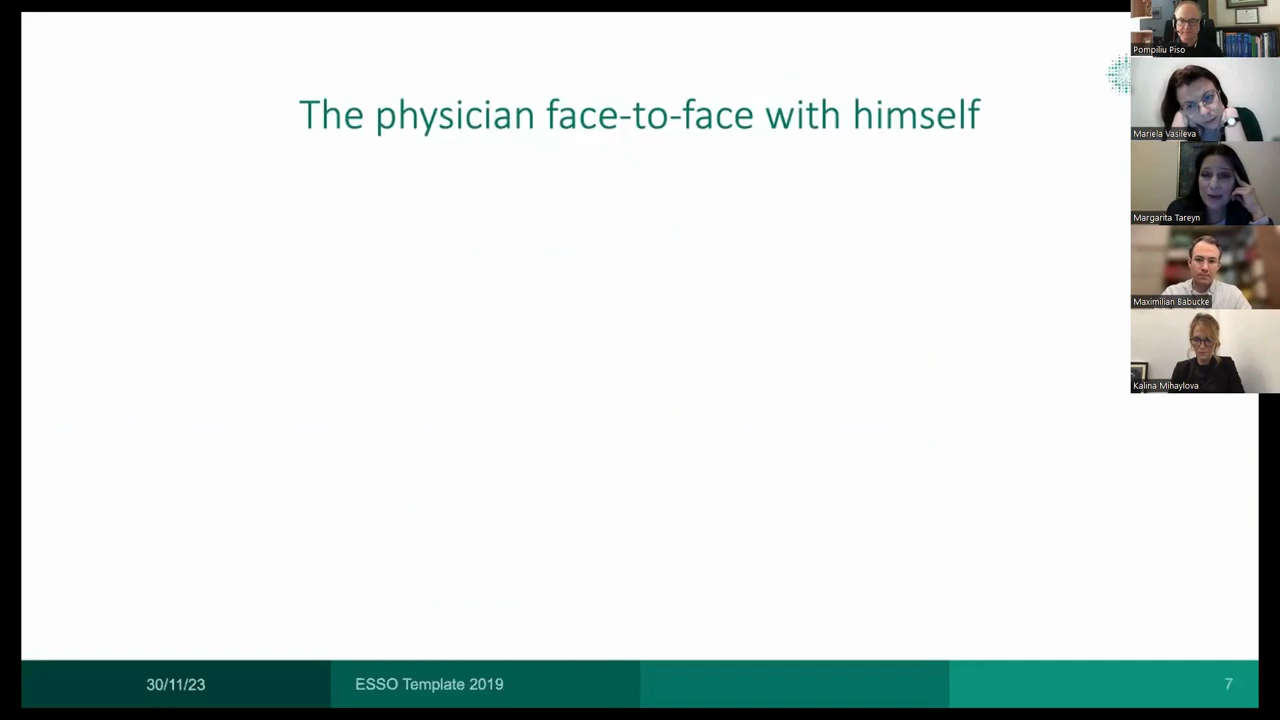 The physician face-to-face with himself
Pompiliu Piso
Mariela Vasileva
Margarita Tareyn
Maximilian Babucke
Kalina Mihaylova
30/11/23
ESSO Template 2019
7